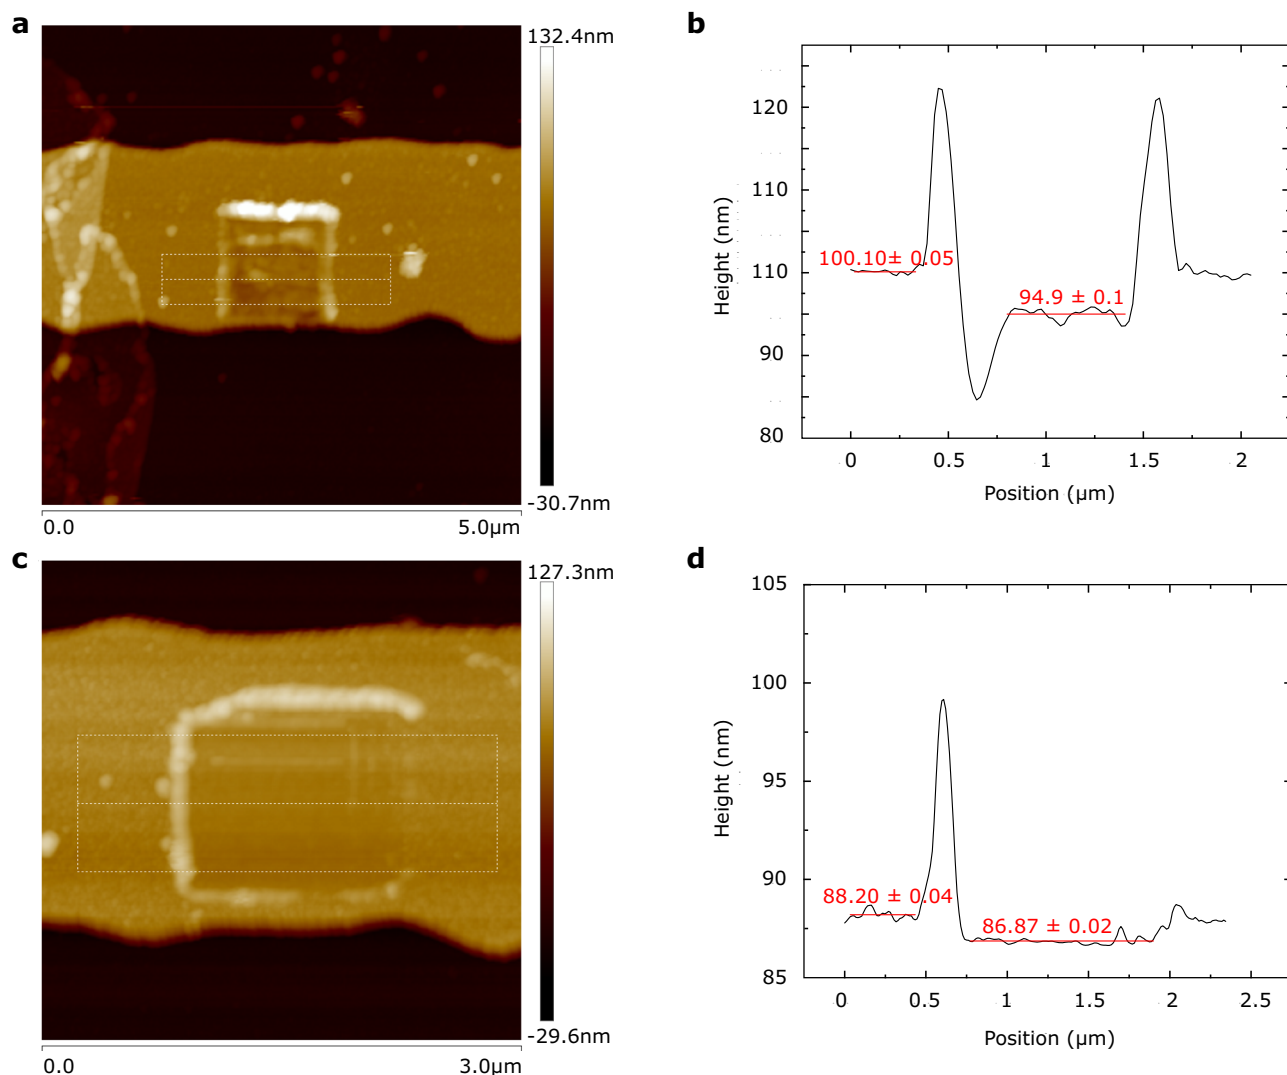 a
132.4nm
-30.7nm
0.0 5.0µm
b
Height (nm)
120
110
110
90
80
100.10± 0.05
94.9 ± 0.1
0 0.5 1 1.5 2
Position (µm)
c
127.3nm
-29.6nm
0.0 3.0µm
d
Height (nm)
105
100
95
90
85
88.20 ± 0.04
86.87 ± 0.02
0 0.5 1 1.5 2 2.5
Position (µm)